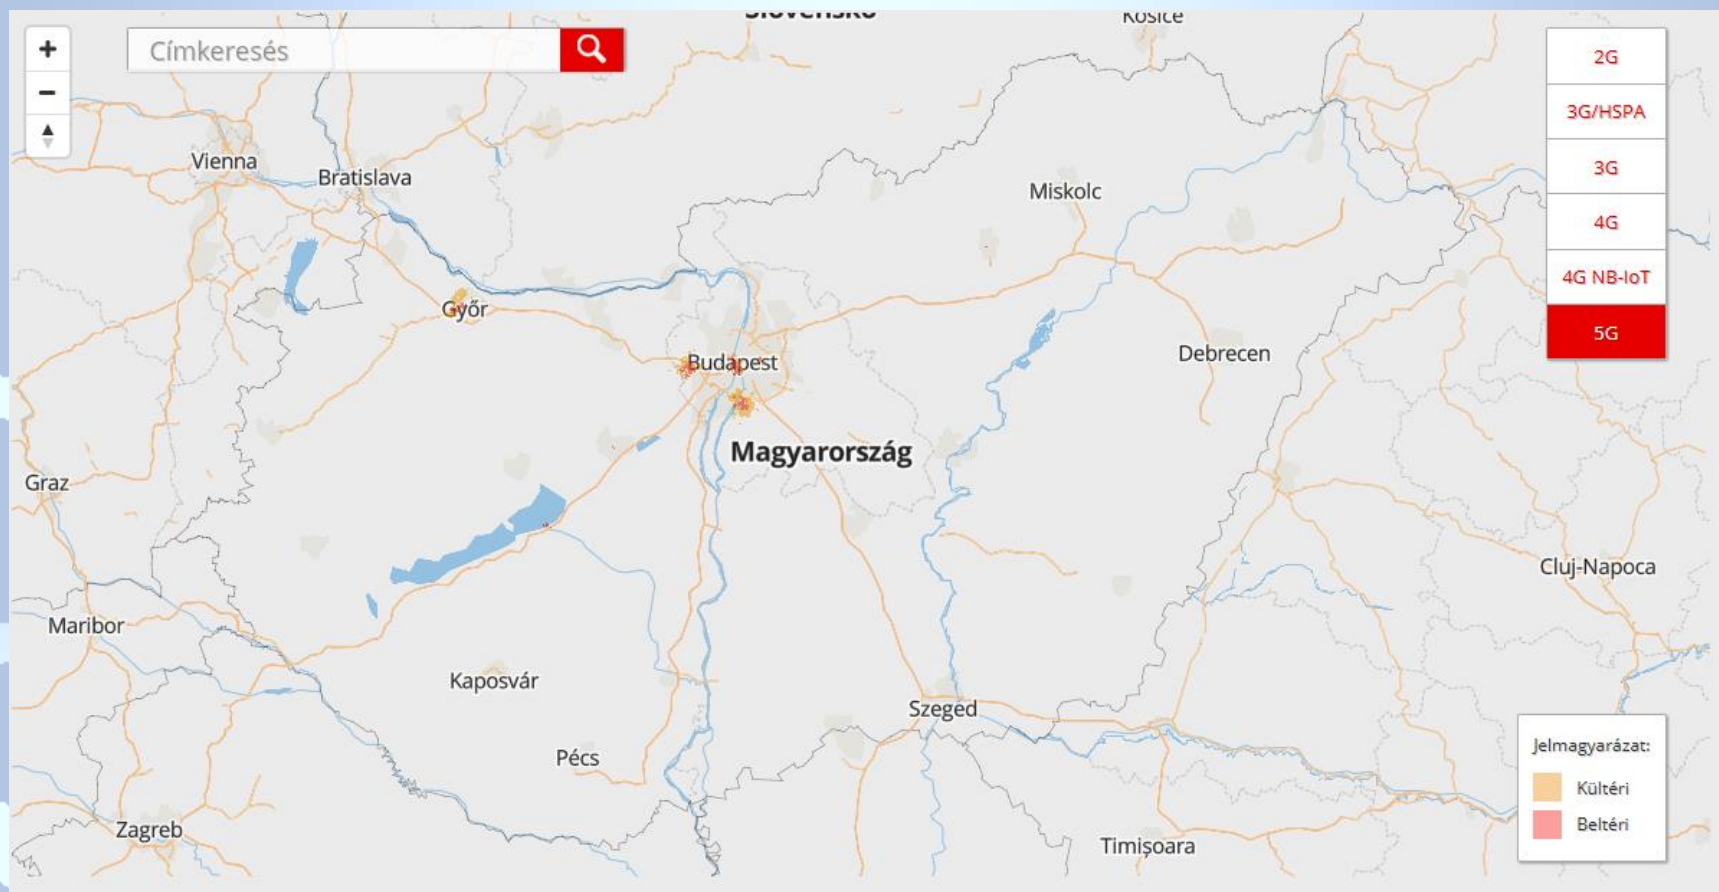 Slovensko
Košice
+
Címkeresés
2G
−
3G/HSPA
Vienna
3G
Bratislava
Miskolc
4G
4G NB-IoT
Győr
5G
Debrecen
Budapest
Magyarország
Graz
Cluj-Napoca
Maribor
Kaposvár
Szeged
Jelmagyarázat:
Pécs
Kültéri
Beltéri
Zagreb
Timișoara